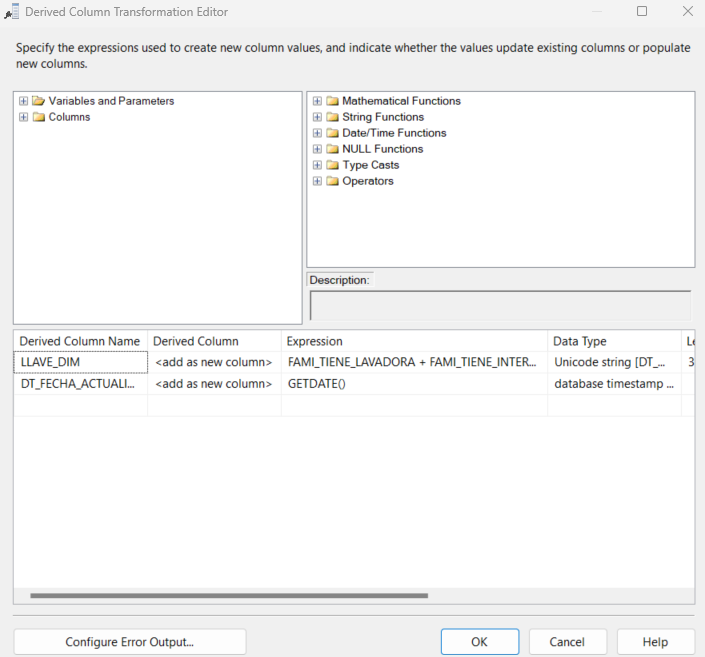 Derived Column Transformation Editor
Specify the expressions used to create new column values, and indicate whether the values update existing columns or populate
new columns.
Variables and Parameters
Columns
Mathematical Functions
String Functions
Date/Time Functions
NULL Functions
Type Casts
Operators
Description:
Derived Column Name Derived Column Expression Data Type Le
LLAVE_DIM <add as new column> FAMI_TIENE_LAVADORA + FAMI_TIENE_INTER... Unicode string [DT_... 3
DT_FECHA_ACTUALI... <add as new column> GETDATE() database timestamp ...
Configure Error Output... OK Cancel Help